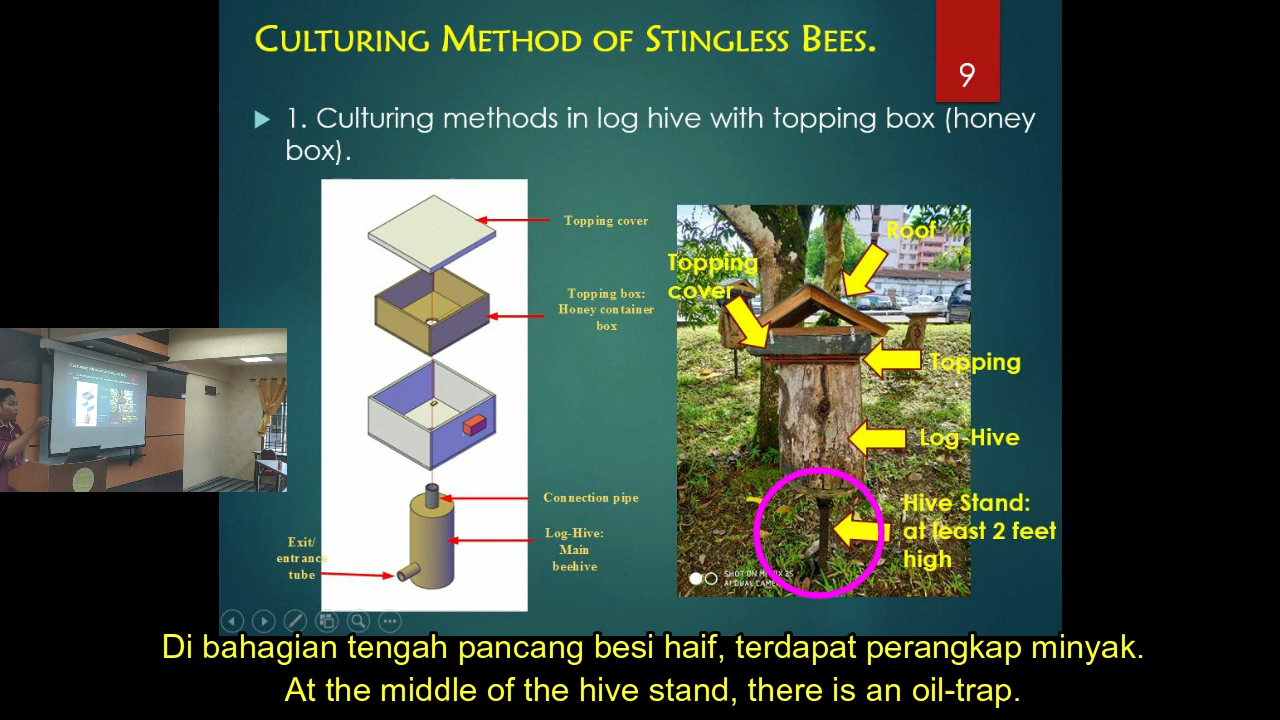 CULTURING METHOD OF STINGLESS BEES.
9
1. Culturing methods in log hive with topping box (honey
box).
Topping cover
Topping box:
Honey container
box
Connection pipe
Log-Hive:
Main
beehive
Exit/
entrance
tube
Roof
Topping
cover
Topping
Log-Hive
Hive Stand:
at least 2 feet
high
Di bahagian tengah pancang besi haif, terdapat perangkap minyak.
At the middle of the hive stand, there is an oil-trap.